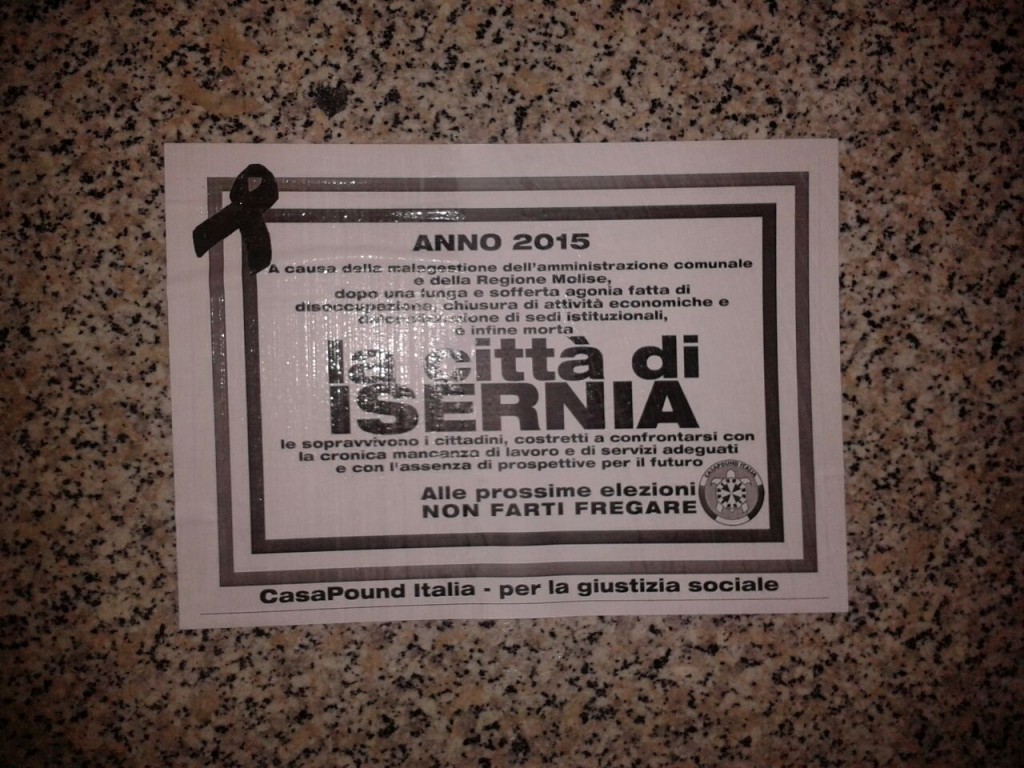 ANNO 2015
A causa della malagestione dell'amministrazione comunale
e della Regione Molise,
dopo una lunga e sofferta agonia fatta di
disoccupazione, chiusura di attività economiche e
di sedi istituzionali,
è infine morta
la città di
ISERNIA
le sopravvivono i cittadini, costretti a confrontarsi con
la cronica mancanza di lavoro e di servizi adeguati
e con l'assenza di prospettive per il futuro
Alle prossime elezioni
NON FARTI FREGARE
CASAPOUND ITALIA
CasaPound Italia - per la giustizia sociale